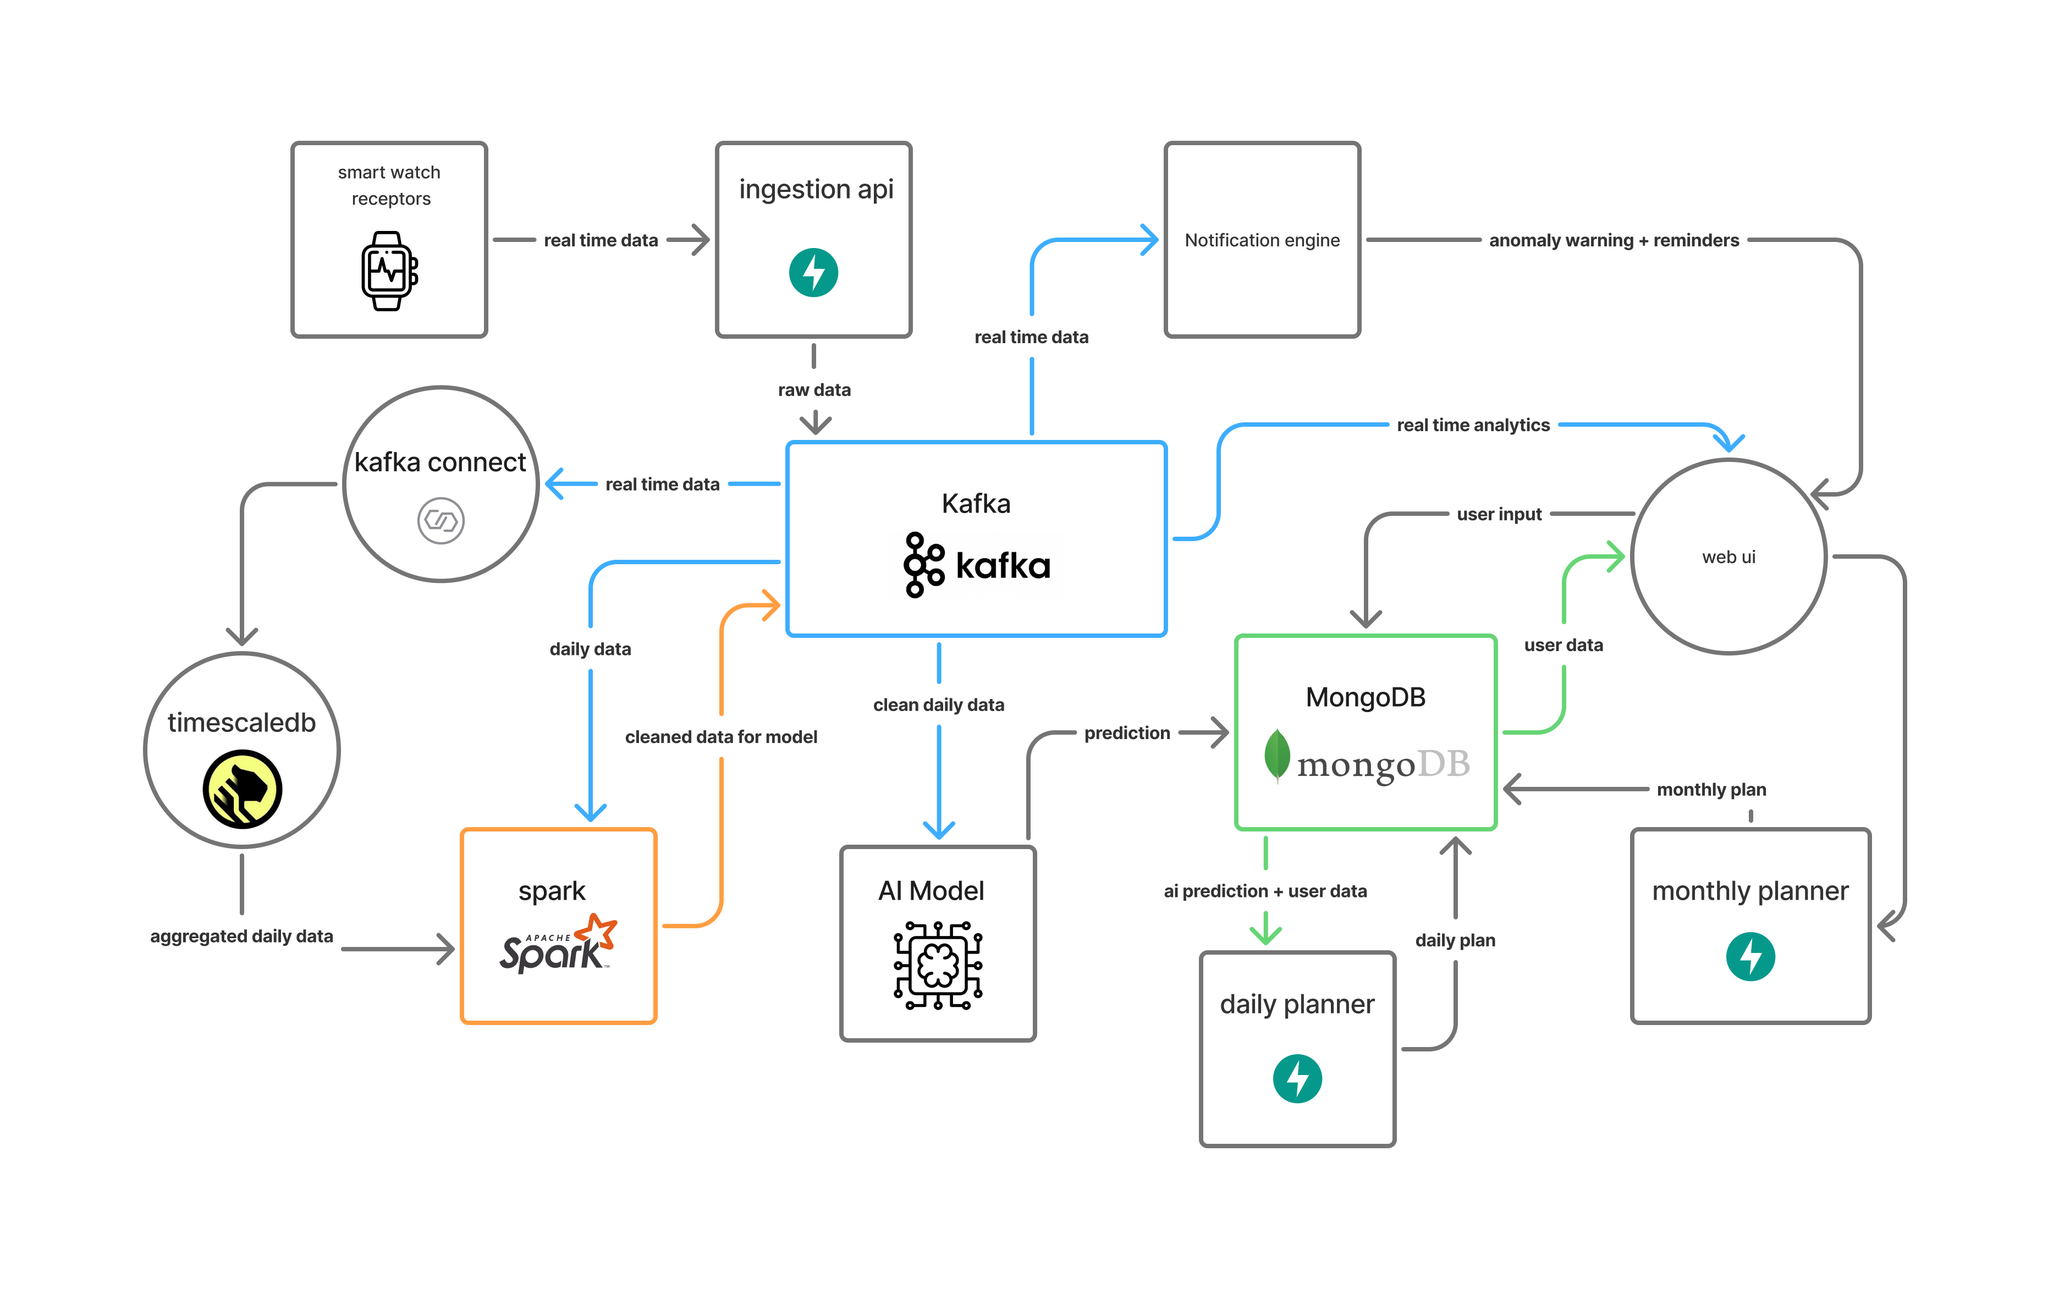 smart watch
receptors
real time data
ingestion api
raw data
Notification engine
anomaly warning + reminders
real time data
real time analytics
kafka connect
real time data
Kafka
kafka
user input
web ui
user data
daily data
cleaned data for model
clean daily data
prediction
MongoDB
mongoDB
timescaledb
monthly plan
aggregated daily data
spark
APACHE
Spark™
AI Model
ai prediction + user data
daily plan
monthly planner
daily planner